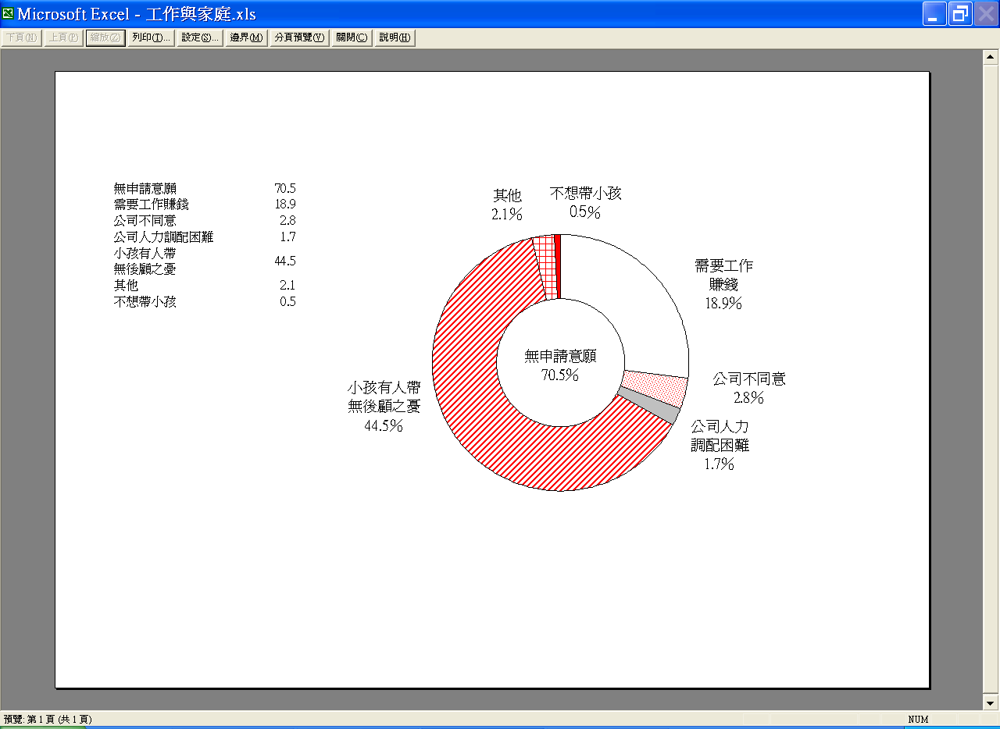 Microsoft Excel - 工作與家庭.xls
下頁(N) 上頁(P) 縮放(Z) 列印(T)... 設定(S)... 邊界(M) 分頁預覽(V) 關閉(C) 說明(H)
無申請意願 70.5
需要工作賺錢 18.9
公司不同意 2.8
公司人力調配困難 1.7
小孩有人帶
無後顧之憂 44.5
其他 2.1
不想帶小孩 0.5
其他
2.1%
不想帶小孩
0.5%
需要工作
賺錢
18.9%
無申請意願
70.5%
公司不同意
2.8%
小孩有人帶
無後顧之憂
44.5%
公司人力
調配困難
1.7%
預覽: 第 1 頁 (共 1 頁)
NUM